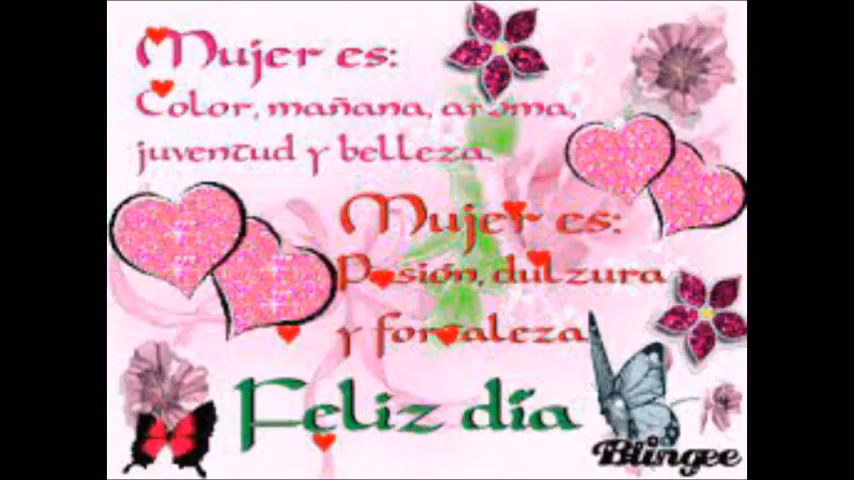 Mujer es:
Color, mañana, aroma,
juventud y belleza.
Mujer es:
Pasión, dulzura
y fortaleza
Feliz día
Blingee